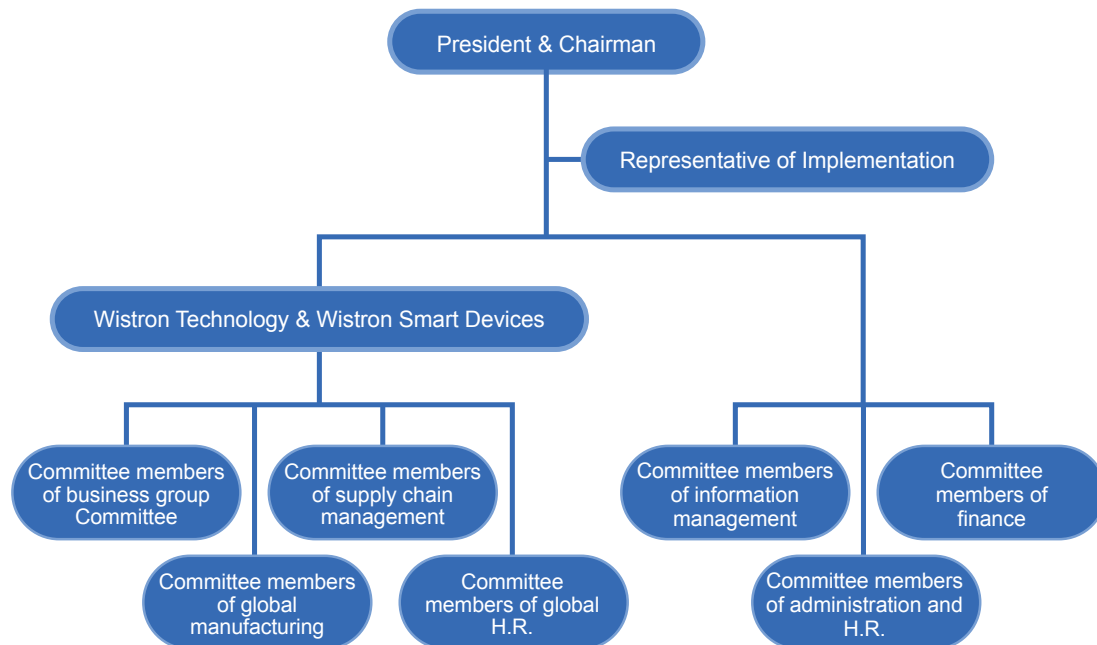 President & Chairman
Representative of Implementation
Wistron Technology & Wistron Smart Devices
Committee members
of business group
Committee
Committee members
of supply chain
management
Committee members
of information
management
Committee
members of
finance
Committee members
of global
manufacturing
Committee
members of global
H.R.
Committee members
of administration and
H.R.